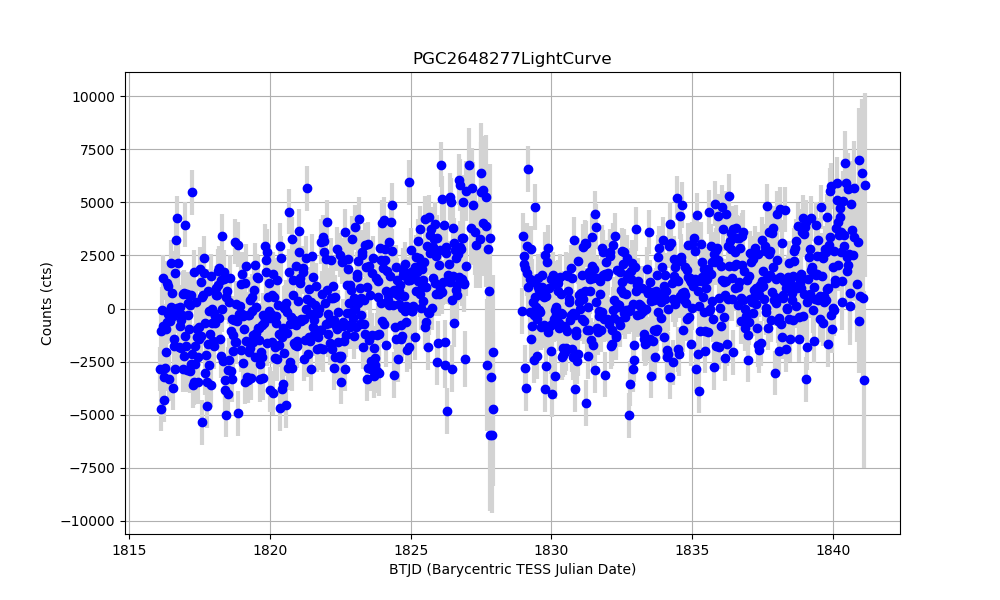 PGC2648277LightCurve
10000
7500
5000
2500
0
−2500
−5000
−7500
−10000
Counts (cts)
1815 1820 1825 1830 1835 1840
BTJD (Barycentric TESS Julian Date)